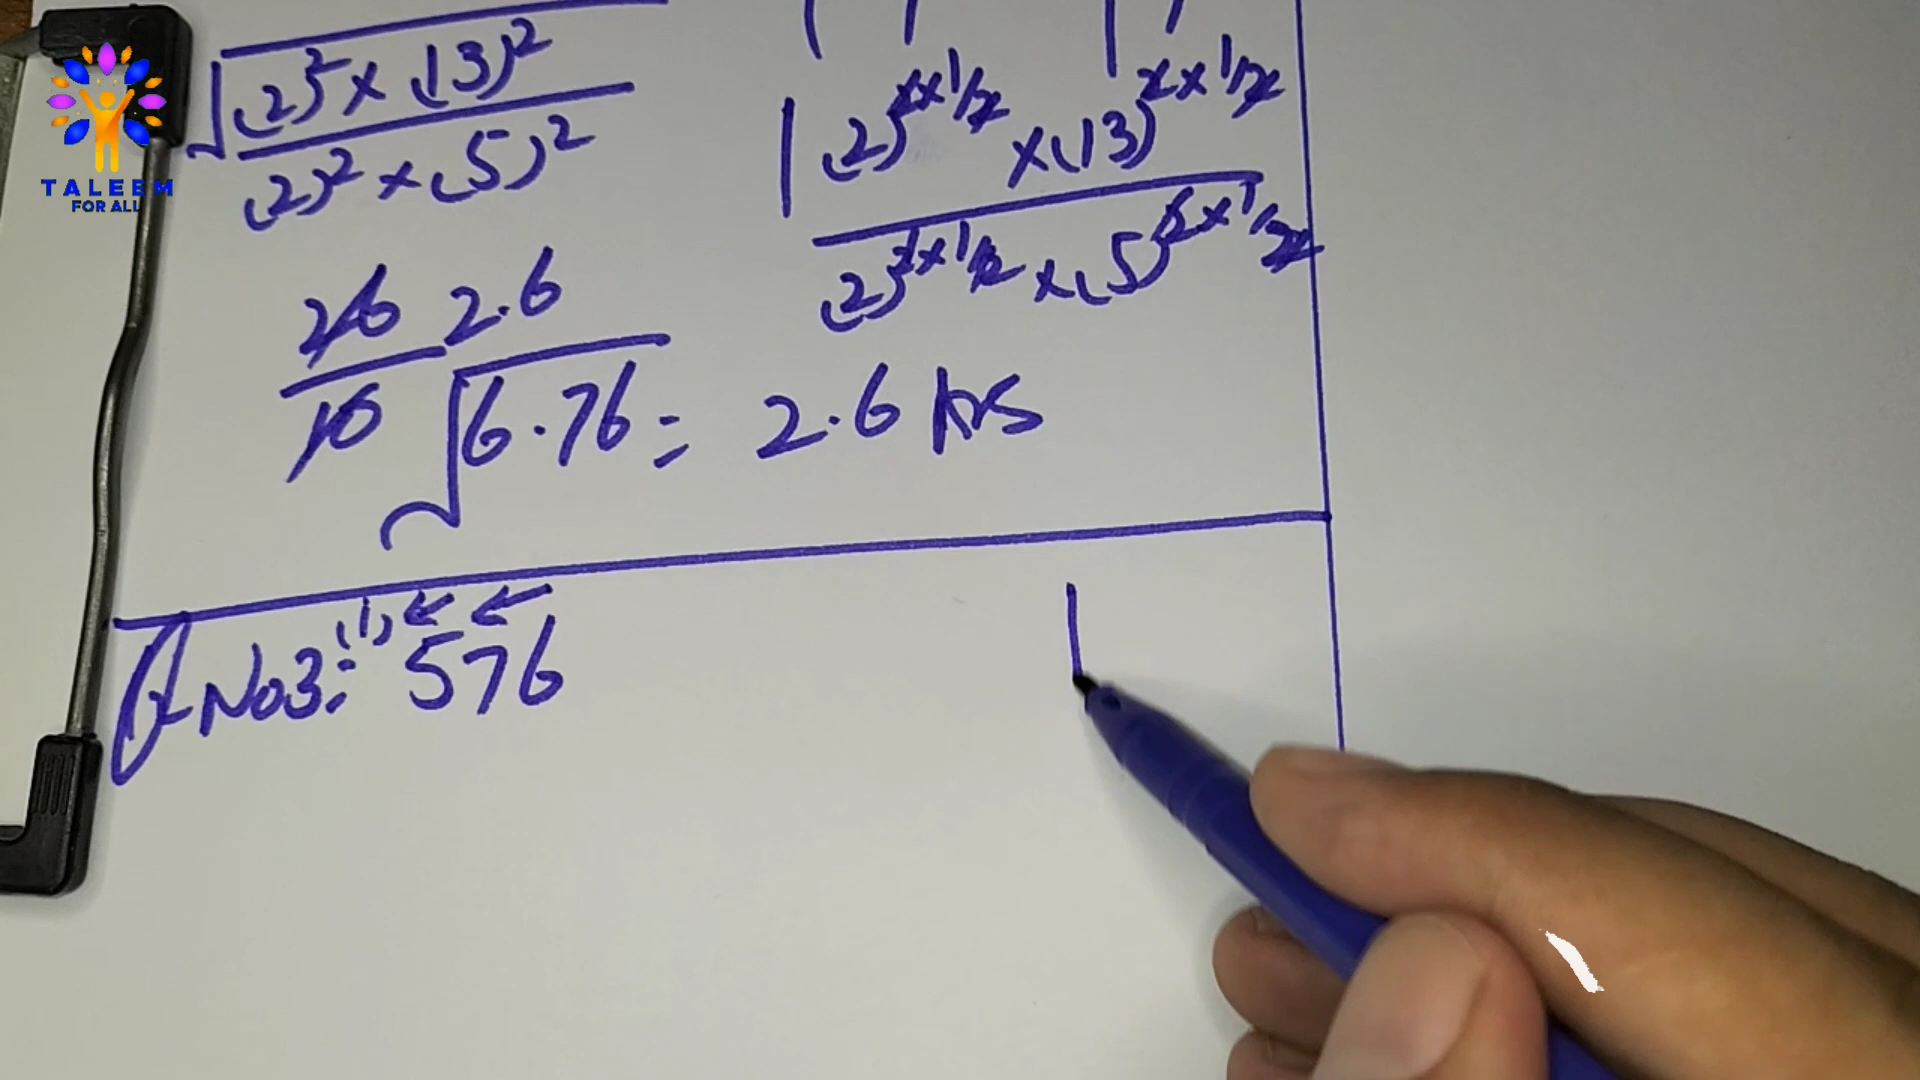 TALEEM
FOR ALL
√((2)² × (13)²
(2)² × (5)²
(2)^2×1/2 × (13)^2×1/2
(2)^2×1/2 × (5)^2×1/2
26 2.6
10 √6.76 = 2.6 Ans
Q No3:= (1) 576